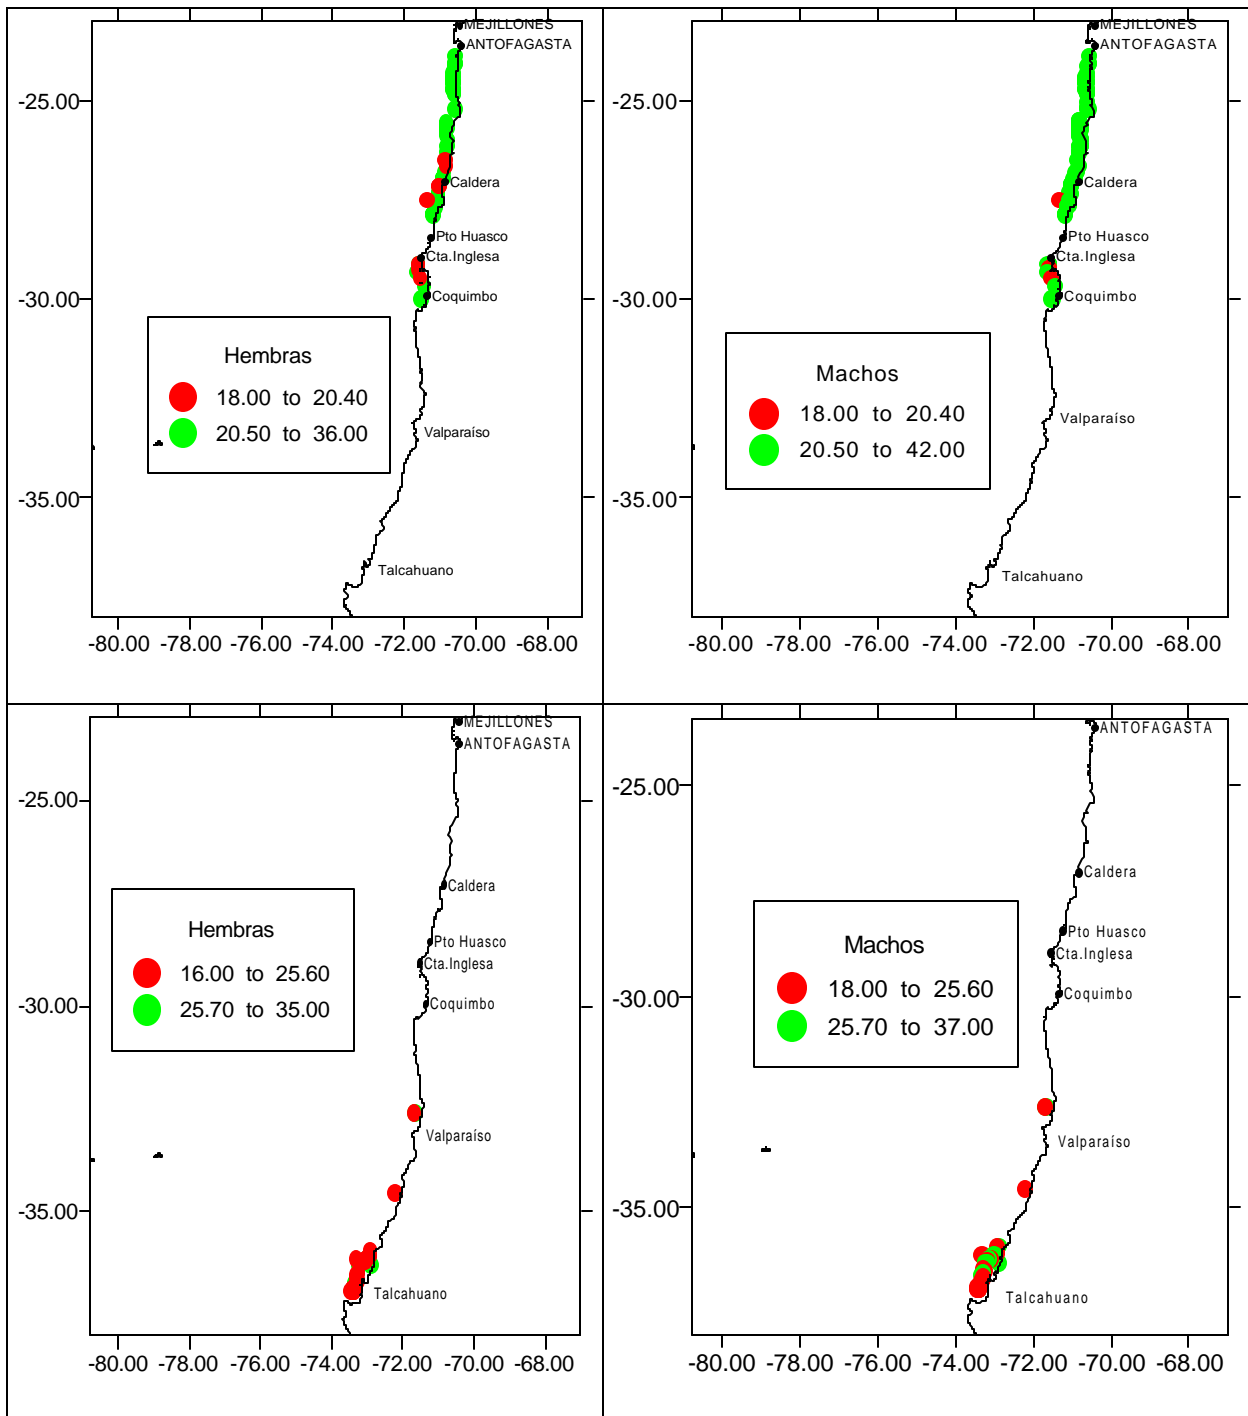 MEJILLONES
ANTOFAGASTA
-25.00
Caldera
Pto Huasco
Cta.Inglesa
-30.00
Coquimbo
Hembras
18.00 to 20.40
20.50 to 36.00
Valparaíso
-35.00
Talcahuano
-80.00 -78.00 -76.00 -74.00 -72.00 -70.00 -68.00
MEJILLONES
ANTOFAGASTA
-25.00
Caldera
Pto Huasco
Cta.Inglesa
-30.00
Coquimbo
Machos
18.00 to 20.40
20.50 to 42.00
Valparaíso
-35.00
Talcahuano
-80.00 -78.00 -76.00 -74.00 -72.00 -70.00 -68.00
MEJILLONES
ANTOFAGASTA
-25.00
Caldera
Hembras
Pto Huasco
Cta.Inglesa
16.00 to 25.60
-30.00
Coquimbo
25.70 to 35.00
Valparaíso
-35.00
Talcahuano
-80.00 -78.00 -76.00 -74.00 -72.00 -70.00 -68.00
ANTOFAGASTA
-25.00
Caldera
Pto Huasco
Machos
Cta.Inglesa
18.00 to 25.60
-30.00
Coquimbo
25.70 to 37.00
Valparaíso
-35.00
Talcahuano
-80.00 -78.00 -76.00 -74.00 -72.00 -70.00 -68.00